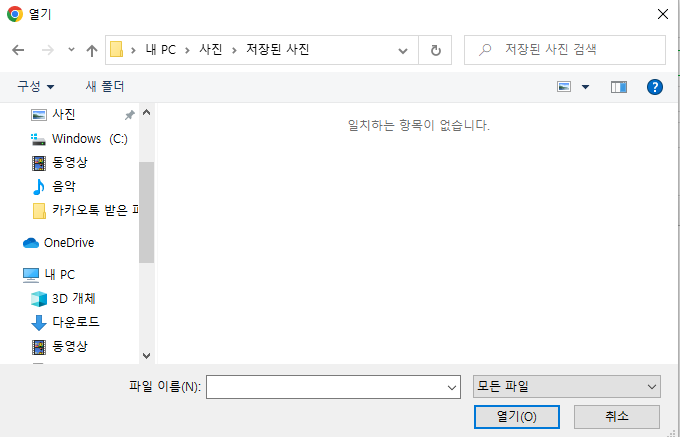 열기
내 PC > 사진 > 저장된 사진
저장된 사진 검색
구성
새 폴더
사진
Windows (C:)
동영상
음악
카카오톡 받은 파
OneDrive
내 PC
3D 개체
다운로드
동영상
일치하는 항목이 없습니다.
파일 이름(N):
모든 파일
열기(O)
취소